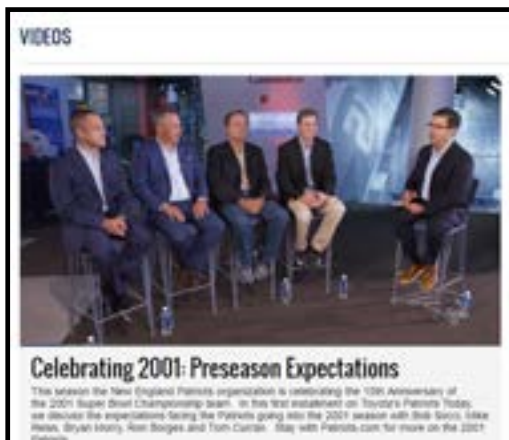 VIDEOS
Celebrating 2001: Preseason Expectations
This season the New England Patriots organization is celebrating the 15th Anniversary of
the 2001 Super Bowl Championship team. In this first installment on Toyota's Patriots Today,
we discuss the expectations facing the Patriots going into the 2001 season with Bob Socci, Mike
Reiss, Bryan Morry, Ron Borges and Tom Curran. Stay with Patriots.com for more on the 2001
Patriots